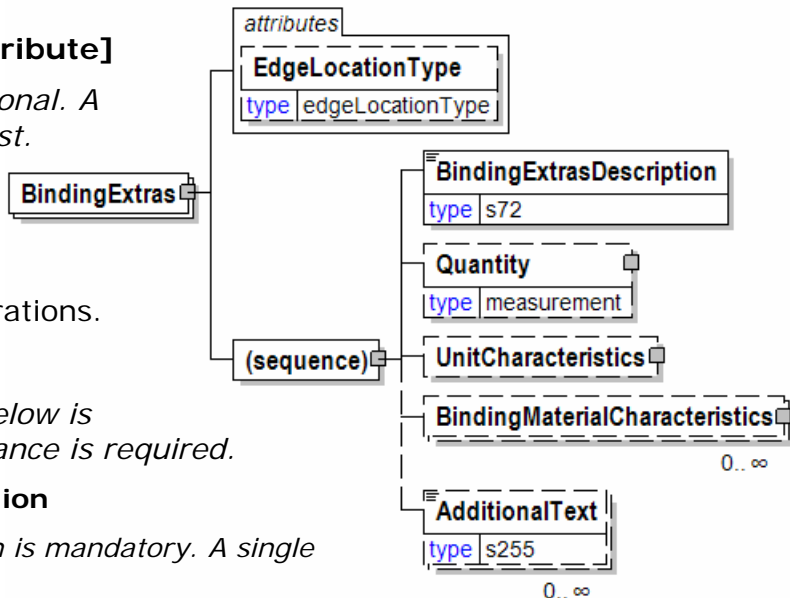 ribute]
onal. A
st.
rations.
elow is
ance is required.
ion
n is mandatory. A single
attributes
EdgeLocationType
type edgeLocationType
BindingExtras
(sequence)
BindingExtrasDescription
type s72
Quantity
type measurement
UnitCharacteristics
BindingMaterialCharacteristics
0.. ∞
AdditionalText
type s255
0.. ∞